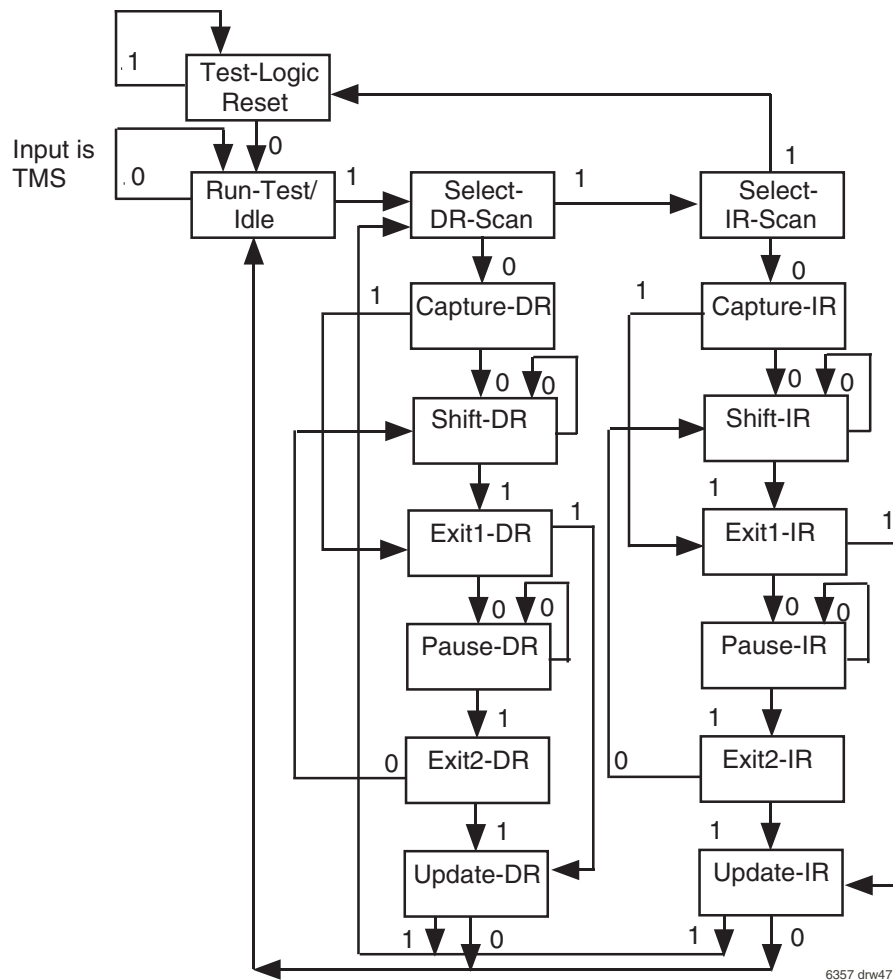 .1
Test-Logic
Reset
0
1
Input is
TMS
.0
Run-Test/
Idle
1
Select-
DR-Scan
1
Select-
IR-Scan
0
0
1
Capture-DR
1
Capture-IR
0
0
0
0
Shift-DR
Shift-IR
1
1
Exit1-DR
1
Exit1-IR
1
0
0
0
0
Pause-DR
Pause-IR
1
1
0
Exit2-DR
0
Exit2-IR
1
1
Update-DR
Update-IR
1
0
1
0
6357 drw47